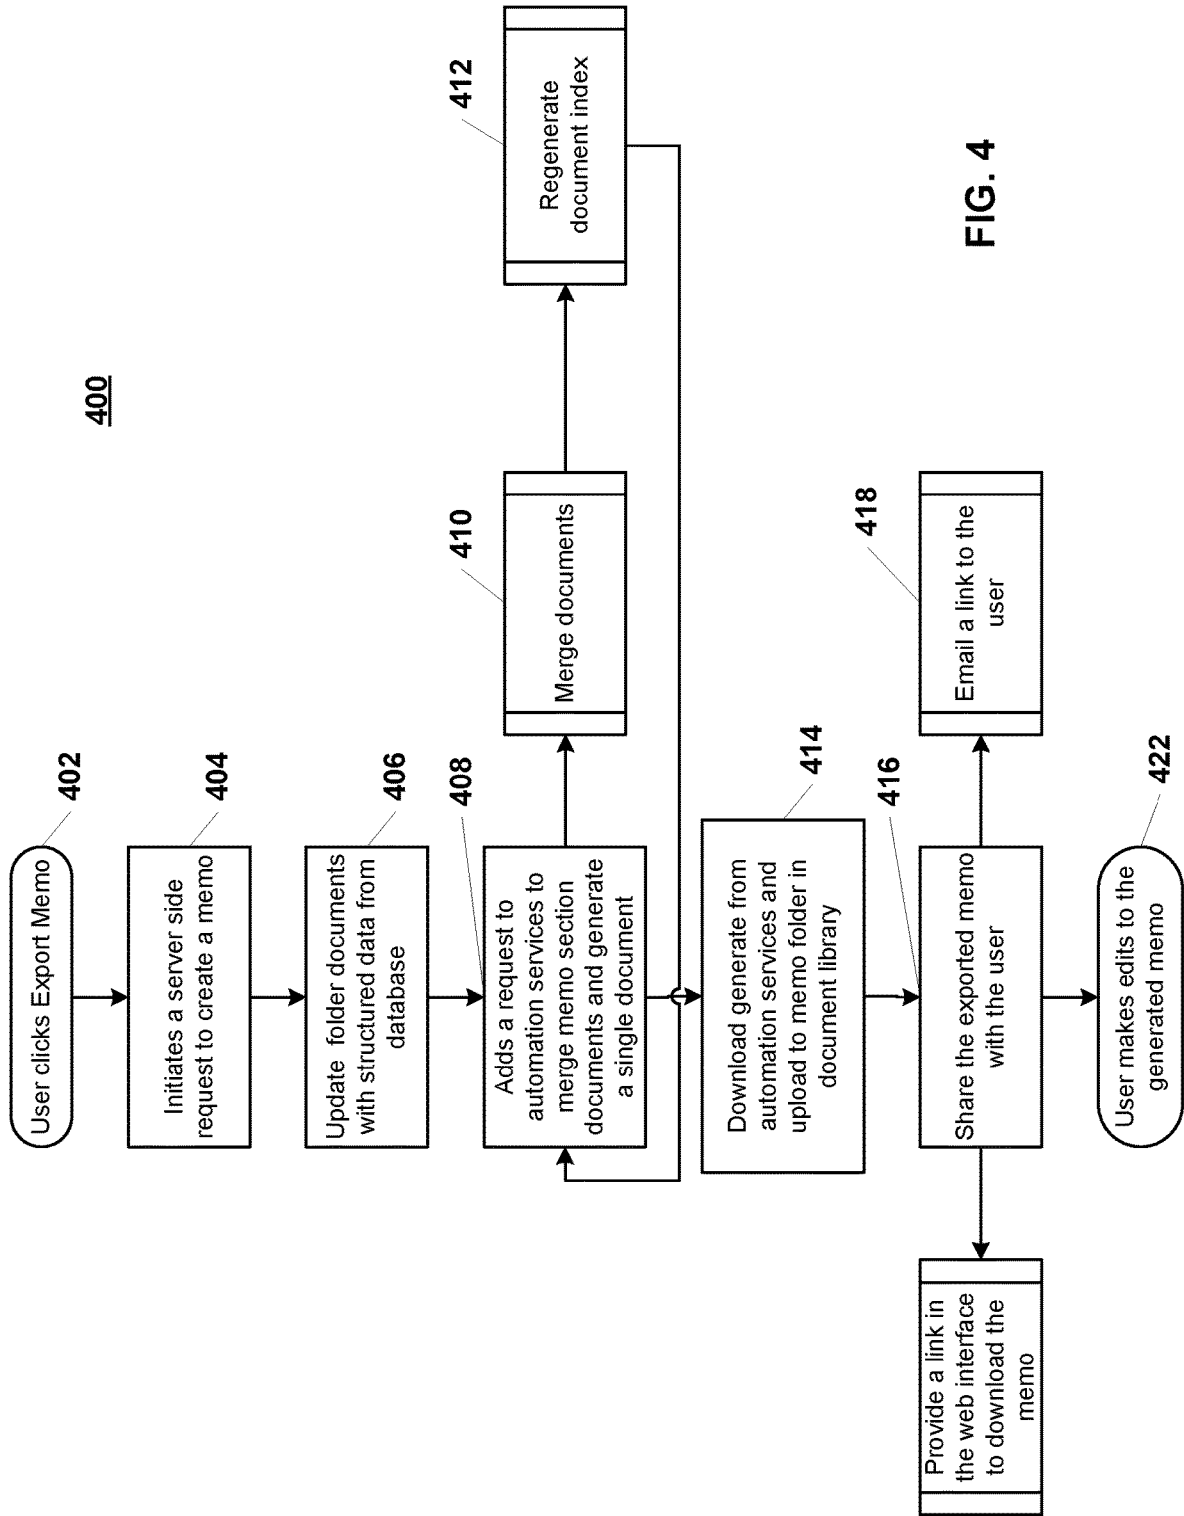 400
402
User clicks Export Memo
404
Initiates a server side
request to create a memo
406
Update folder documents
with structured data from
database
408
Adds a request to
automation services to
merge memo section
documents and generate
a single document
410
Merge documents
412
Regenerate
document index
414
Download generate from
automation services and
upload to memo folder in
document library
416
Share the exported memo
with the user
418
Email a link to the
user
Provide a link in
the web interface
to download the
memo
422
User makes edits to the
generated memo
FIG. 4